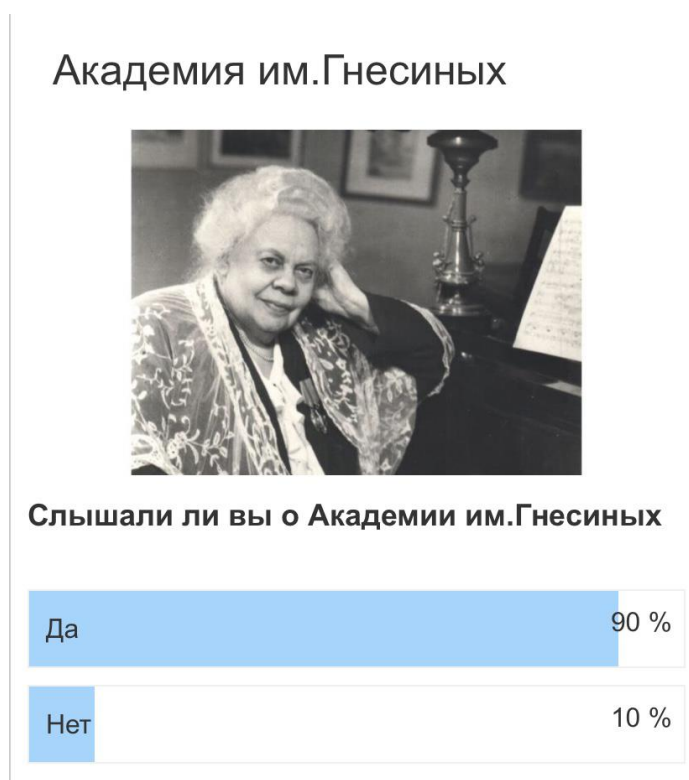 Академия им.Гнесиных
Слышали ли вы о Академии им.Гнесиных
Да 90 %
Нет 10 %